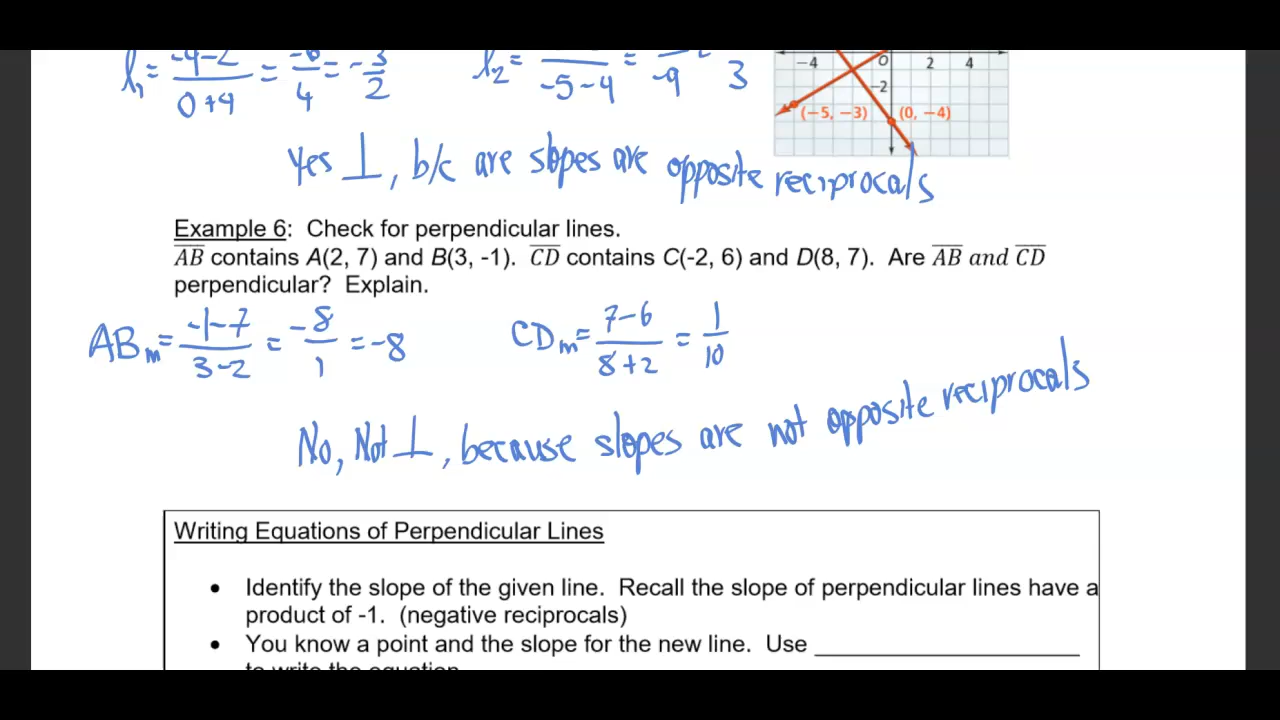 l₁ = -4-2 / 0+4 = -6/4 = -3/2 l₂ = / -5-4 = / -9 = / 3
-4 O 2 4
-2
(-5, -3) (0, -4)
Yes ⊥, b/c are slopes are opposite reciprocals
Example 6: Check for perpendicular lines.
AB contains A(2, 7) and B(3, -1). CD contains C(-2, 6) and D(8, 7). Are AB and CD
perpendicular? Explain.
ABm = -1-7 / 3-2 = -8/1 = -8 CDm = 7-6 / 8+2 = 1/10
No, Not ⊥, because slopes are not opposite reciprocals
Writing Equations of Perpendicular Lines
• Identify the slope of the given line. Recall the slope of perpendicular lines have a
product of -1. (negative reciprocals)
• You know a point and the slope for the new line. Use ____________________
to write the equation